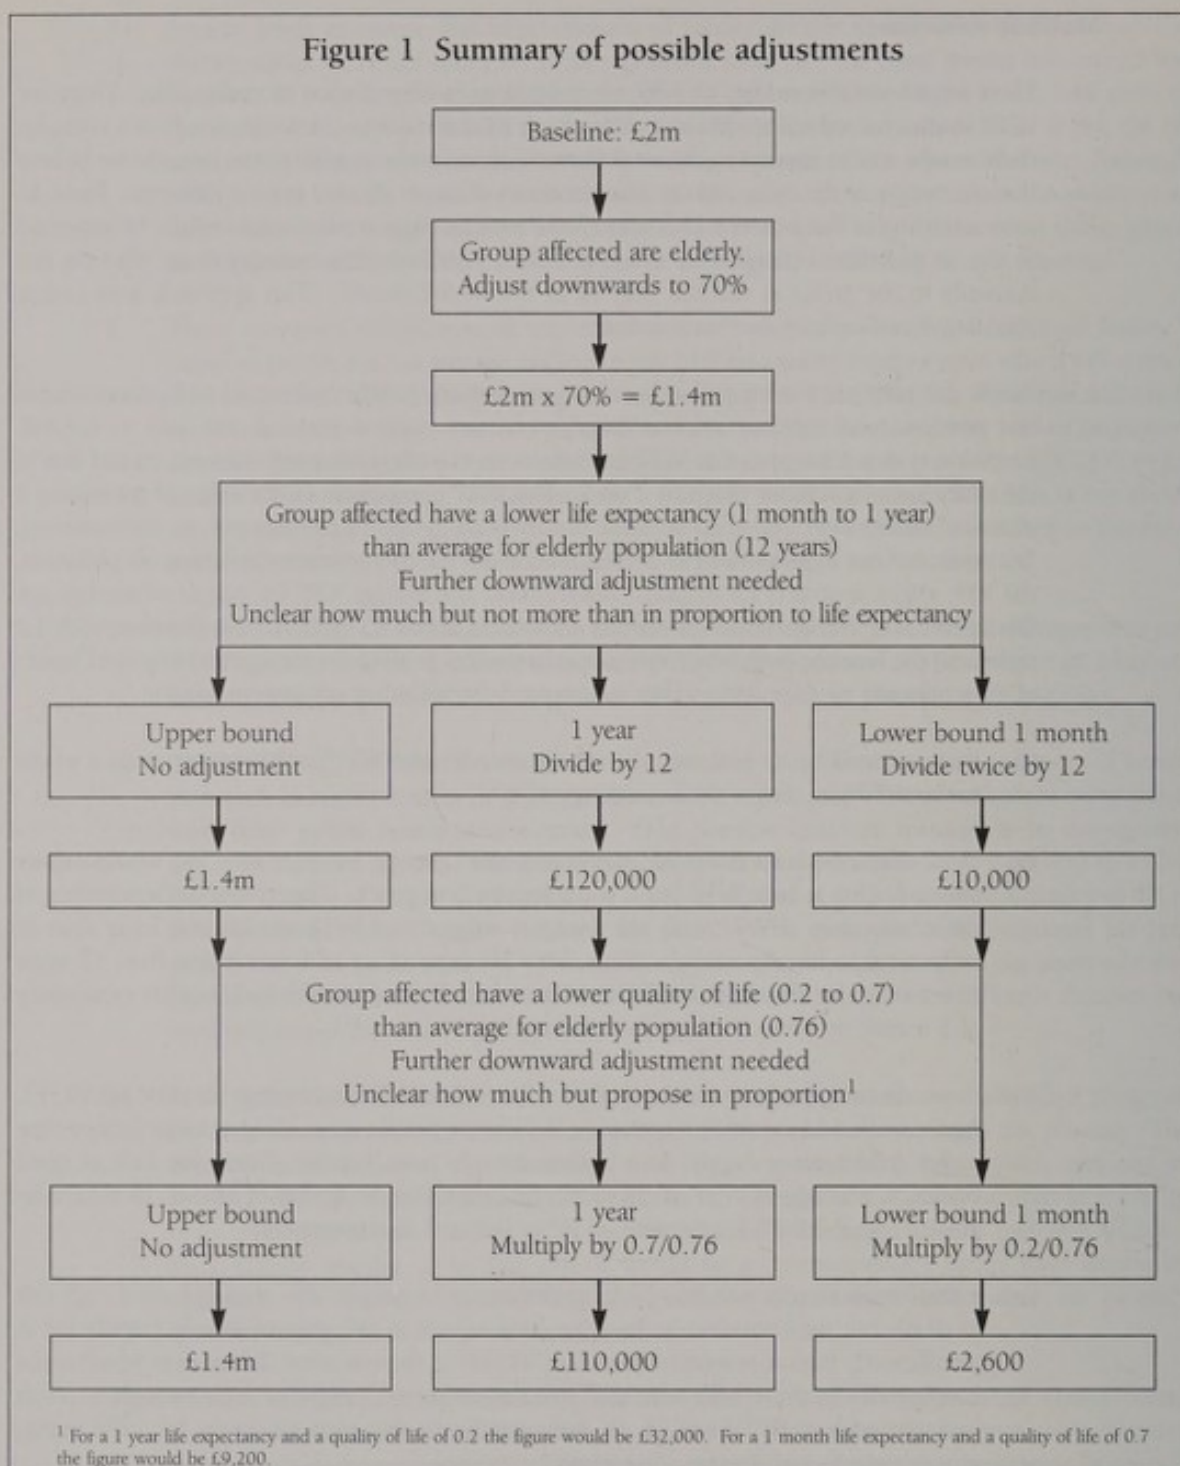 Figure 1 Summary of possible adjustments
Baseline: £2m
Group affected are elderly.
Adjust downwards to 70%
£2m x 70% = £1.4m
Group affected have a lower life expectancy (1 month to 1 year)
than average for elderly population (12 years)
Further downward adjustment needed
Unclear how much but not more than in proportion to life expectancy
Upper bound
No adjustment
1 year
Divide by 12
Lower bound 1 month
Divide twice by 12
£1.4m
£120,000
£10,000
Group affected have a lower quality of life (0.2 to 0.7)
than average for elderly population (0.76)
Further downward adjustment needed
Unclear how much but propose in proportion¹
Upper bound
No adjustment
1 year
Multiply by 0.7/0.76
Lower bound 1 month
Multiply by 0.2/0.76
£1.4m
£110,000
£2,600
¹ For a 1 year life expectancy and a quality of life of 0.2 the figure would be £32,000. For a 1 month life expectancy and a quality of life of 0.7
the figure would be £9,200.